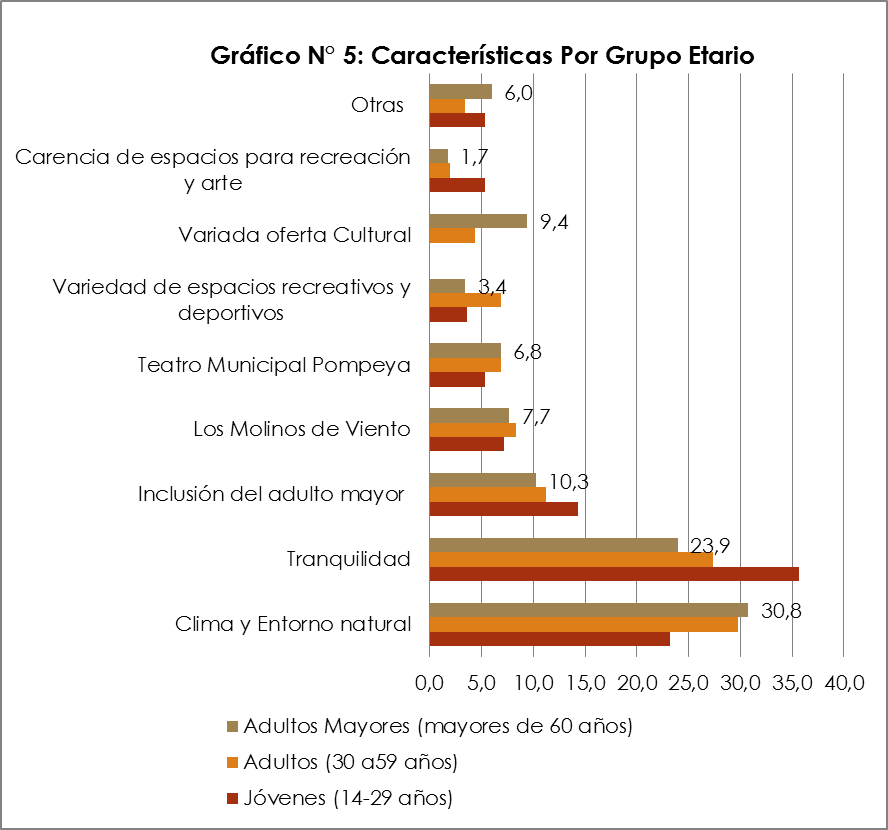 Gráfico N° 5: Características Por Grupo Etario
Otras
6,0
Carencia de espacios para recreación
y arte
1,7
Variada oferta Cultural
9,4
Variedad de espacios recreativos y
deportivos
3,4
Teatro Municipal Pompeya
6,8
Los Molinos de Viento
7,7
Inclusión del adulto mayor
10,3
Tranquilidad
23,9
Clima y Entorno natural
30,8
0,0 5,0 10,0 15,0 20,0 25,0 30,0 35,0 40,0
Adultos Mayores (mayores de 60 años)
Adultos (30 a59 años)
Jóvenes (14-29 años)